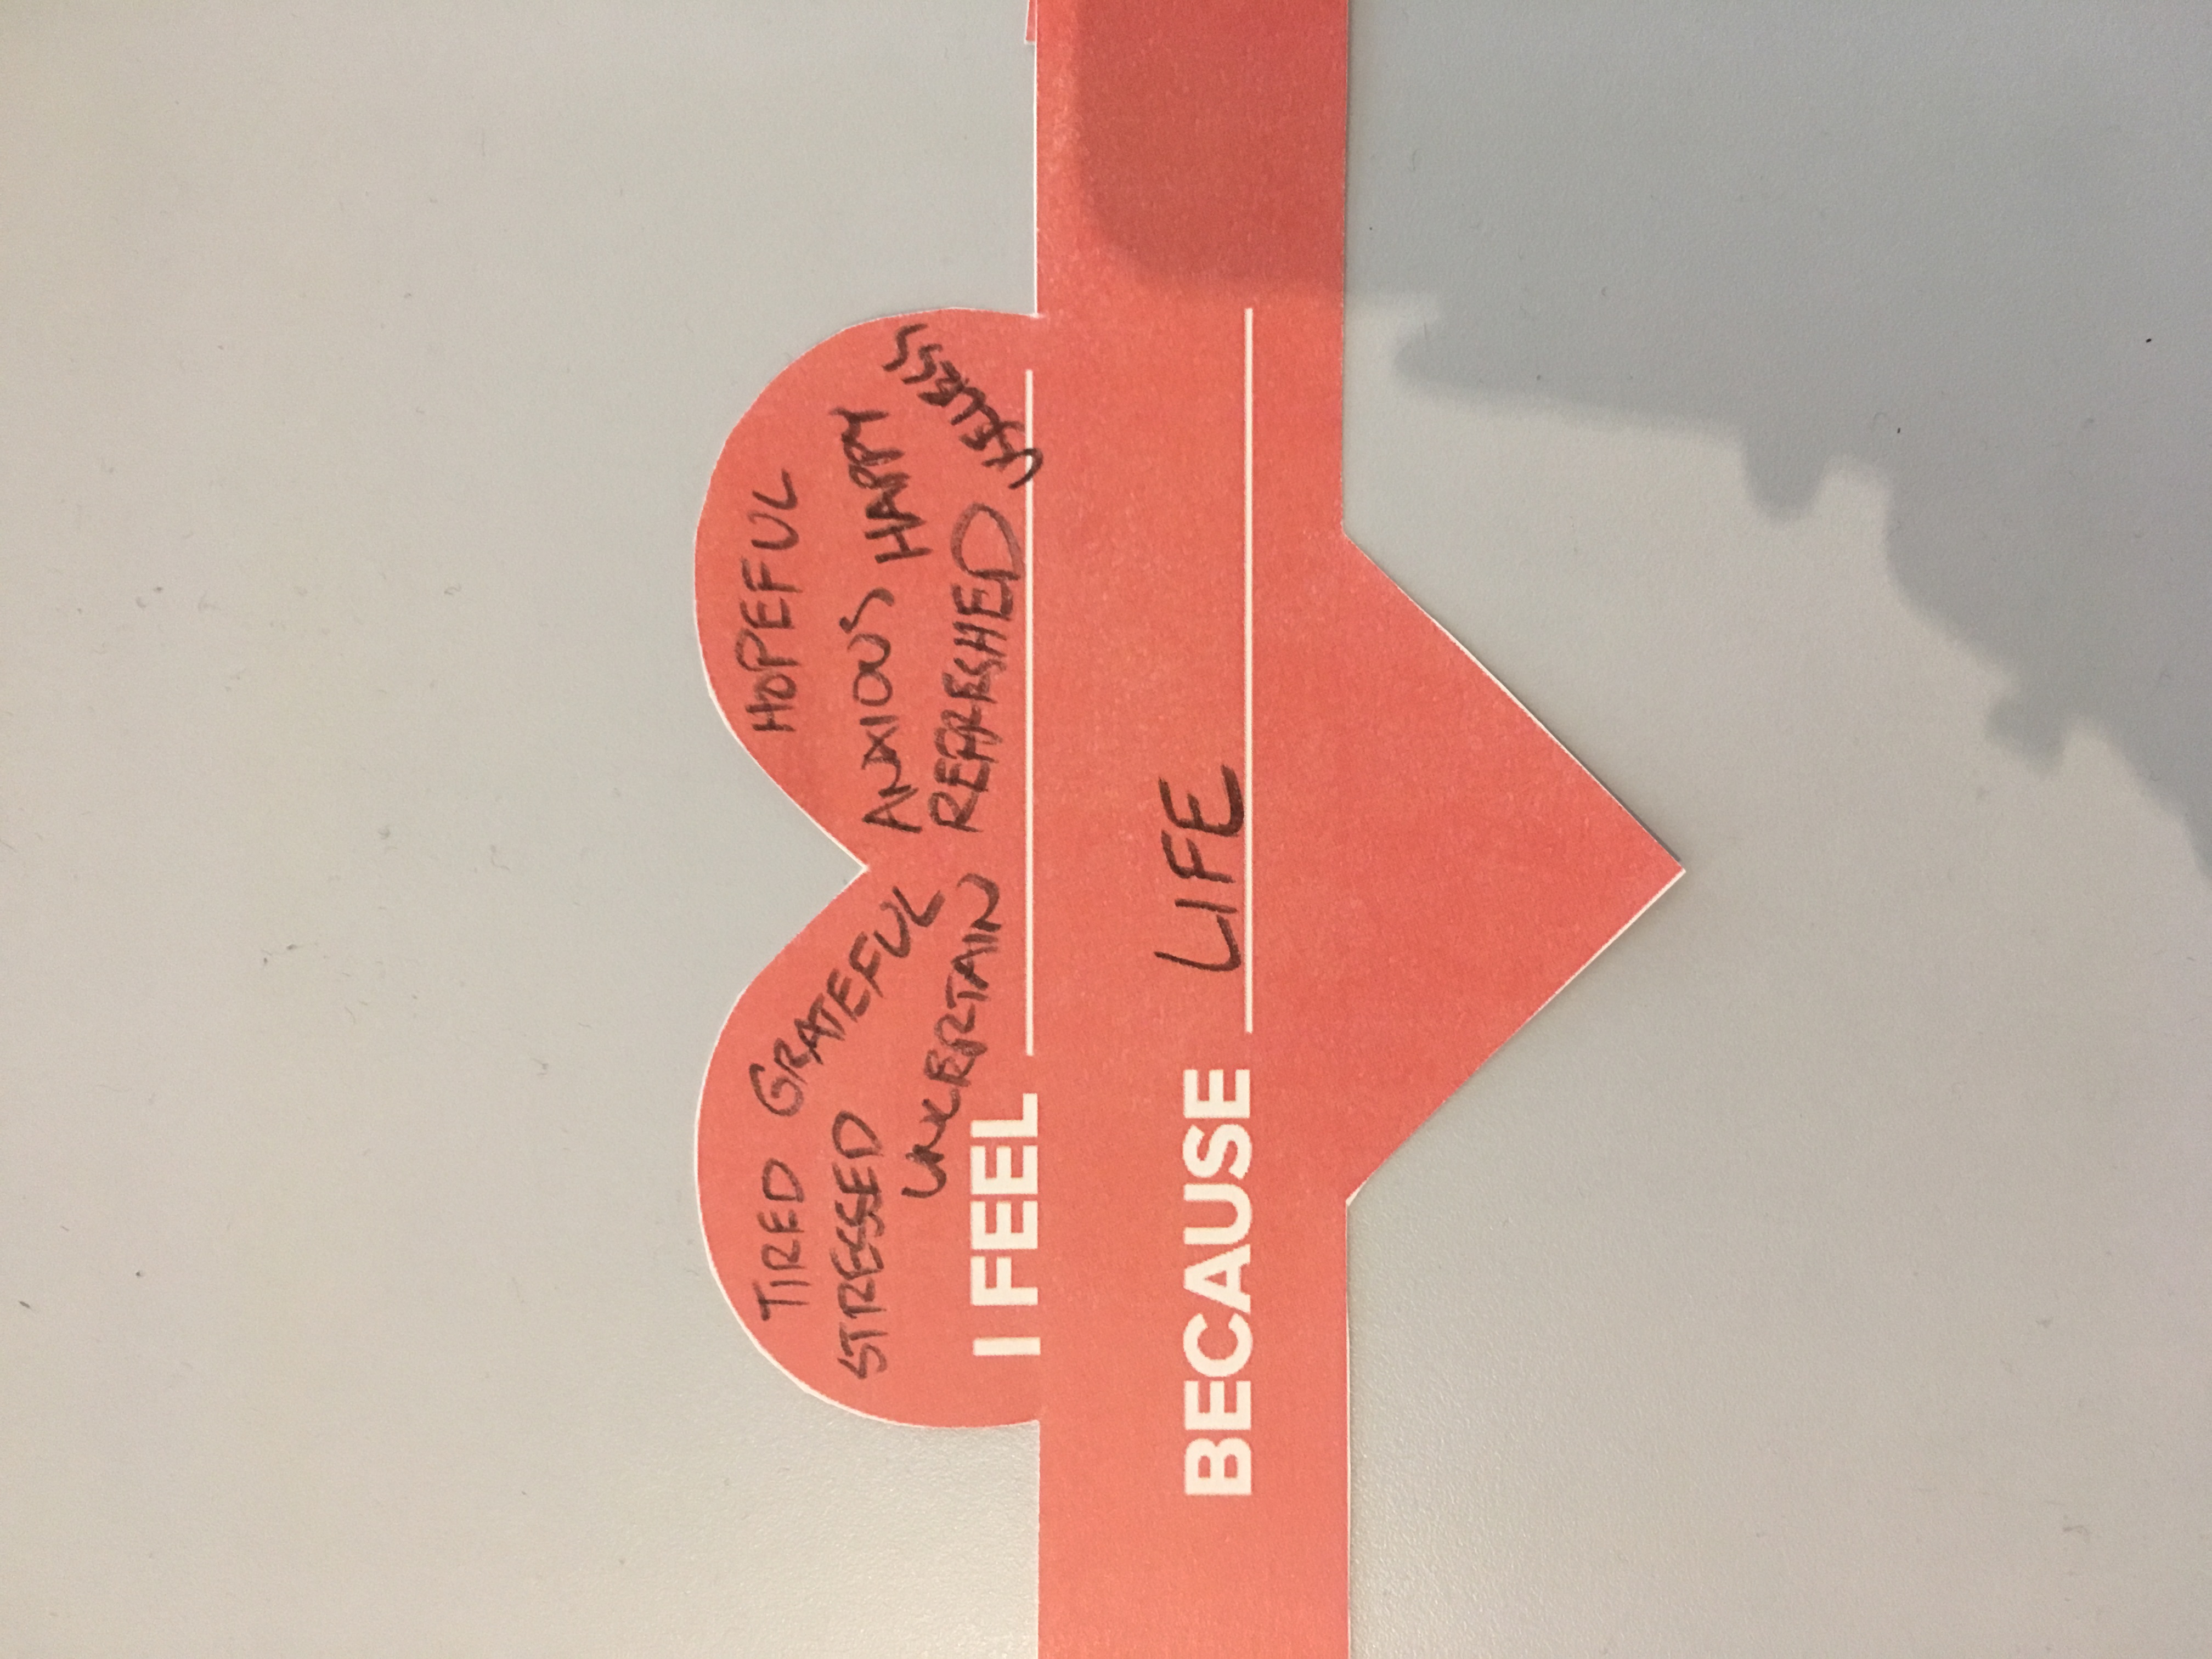 TIRED GRATEFUL HOPEFUL
STRESSED ANXIOUS HAPPY
UNCERTAIN REFRESHED USELESS
I FEEL
BECAUSE LIFE